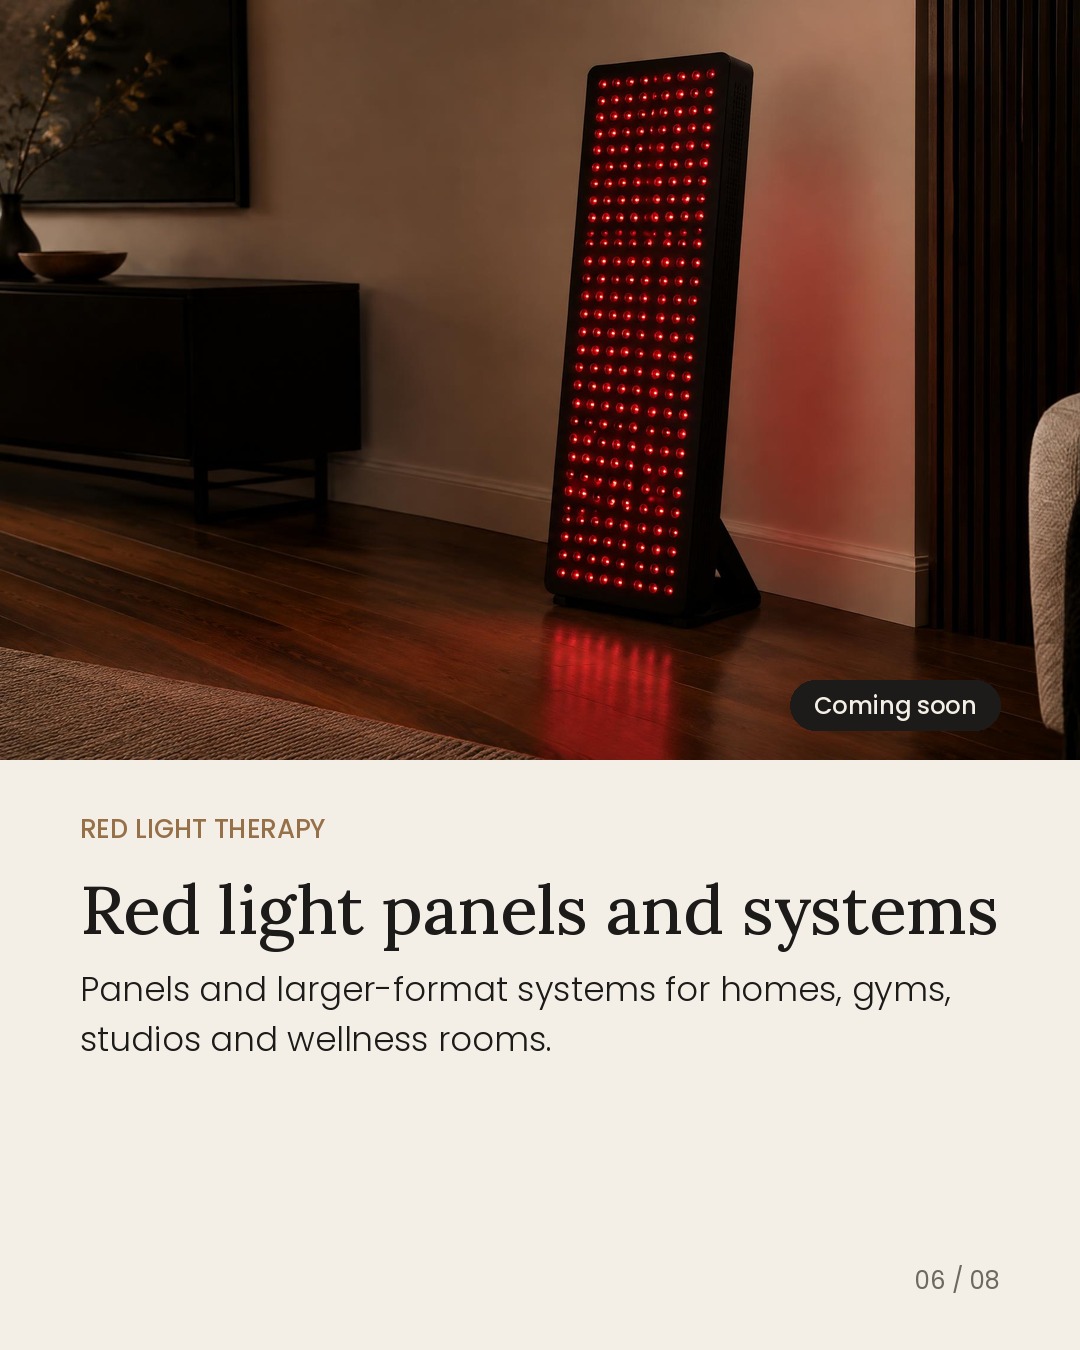 Coming soon
RED LIGHT THERAPY
Red light panels and systems
Panels and larger-format systems for homes, gyms,
studios and wellness rooms.
06 / 08